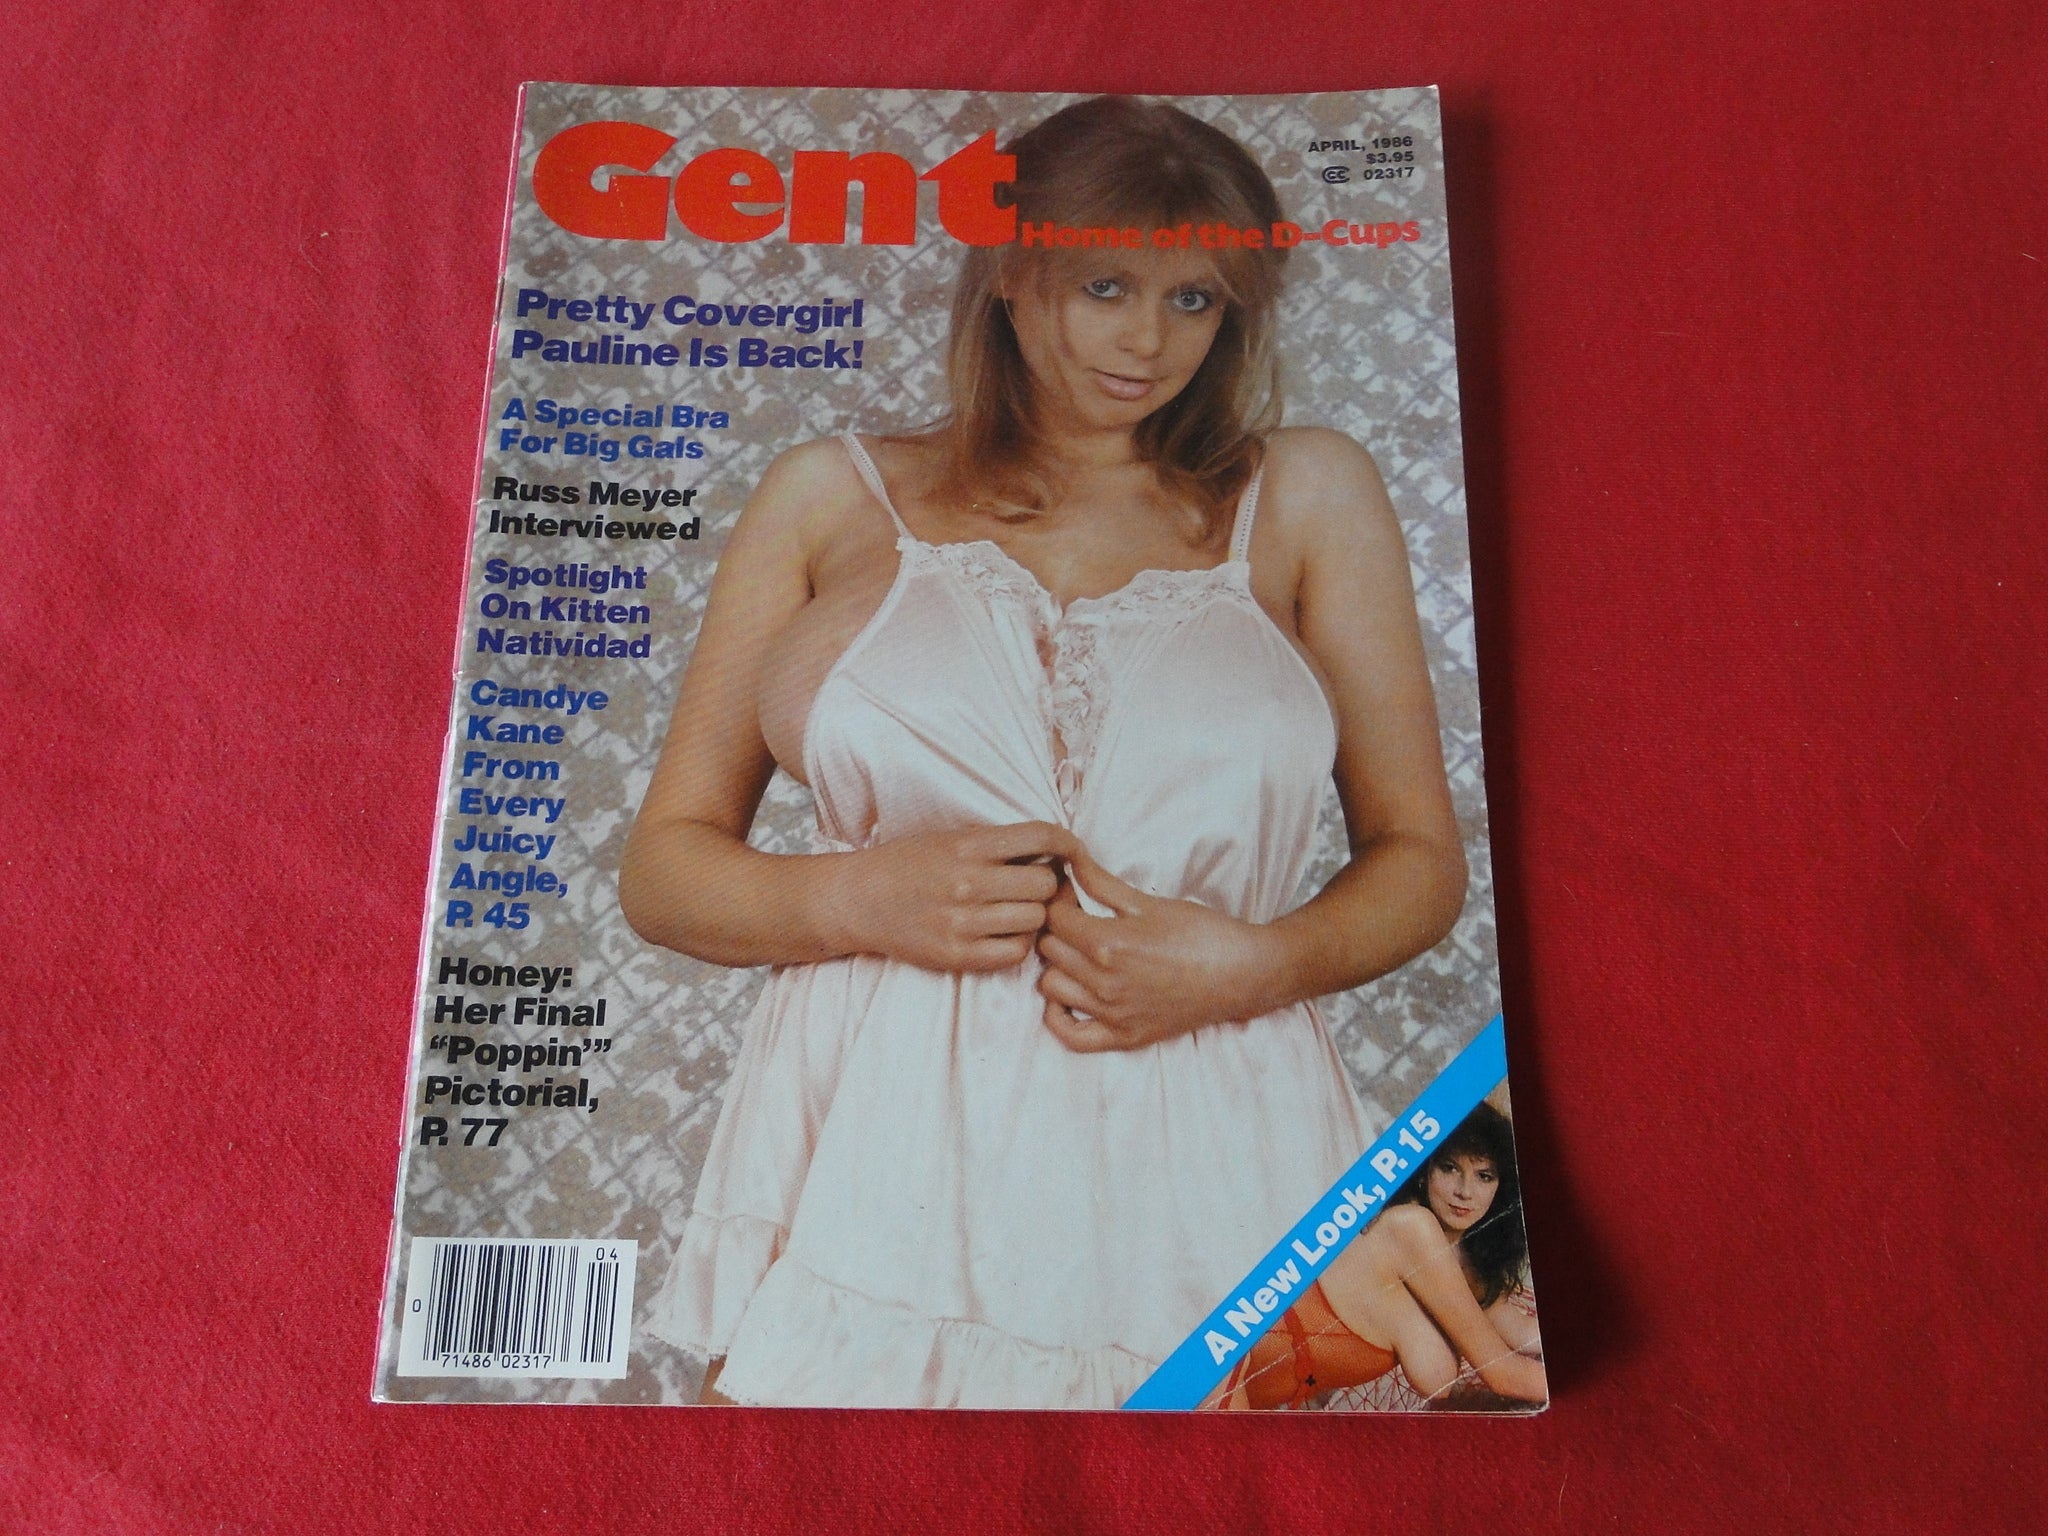 Gent
Home of the D-Cups
APRIL, 1986
$3.95
CC 02317
Pretty Covergirl
Pauline Is Back!
A Special Bra
For Big Gals
Russ Meyer
Interviewed
Spotlight
On Kitten
Natividad
Candye
Kane
From
Every
Juicy
Angle,
P. 45
Honey:
Her Final
“Poppin’”
Pictorial,
P. 77
A New Look, P. 15
04
0 71486 02317